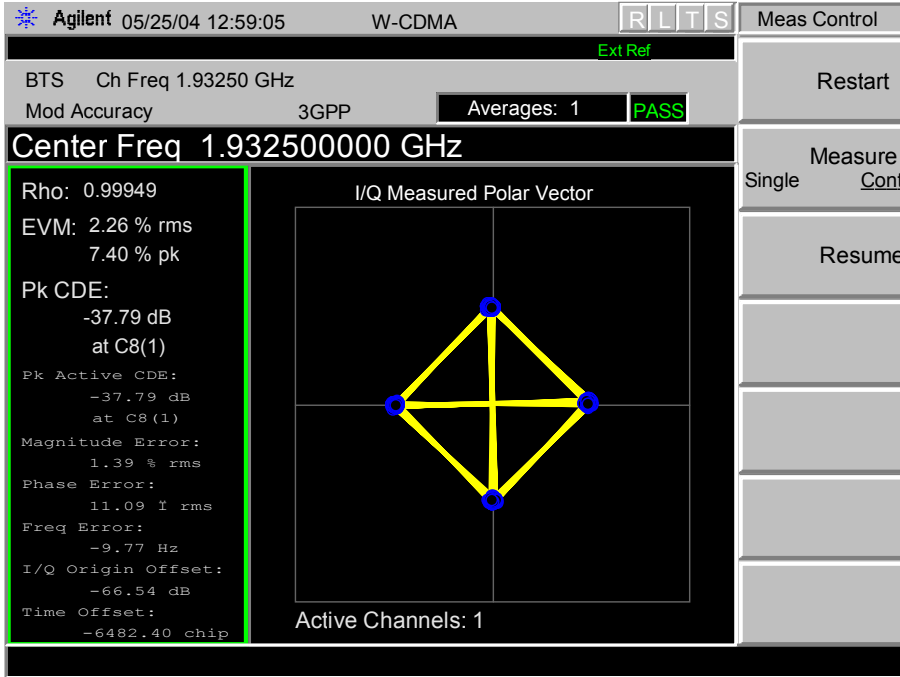 Agilent 05/25/04 12:59:05 W-CDMA R L T S
Ext Ref
BTS Ch Freq 1.93250 GHz
Mod Accuracy 3GPP Averages: 1 PASS
Center Freq 1.932500000 GHz
Rho: 0.99949
EVM: 2.26 % rms
7.40 % pk
Pk CDE:
-37.79 dB
at C8(1)
Pk Active CDE:
-37.79 dB
at C8(1)
Magnitude Error:
1.39 % rms
Phase Error:
11.09 Ï rms
Freq Error:
-9.77 Hz
I/Q Origin Offset:
-66.54 dB
Time Offset:
-6482.40 chip
I/Q Measured Polar Vector
Active Channels: 1
Meas Control
Restart
Measure
Single Cont
Resume